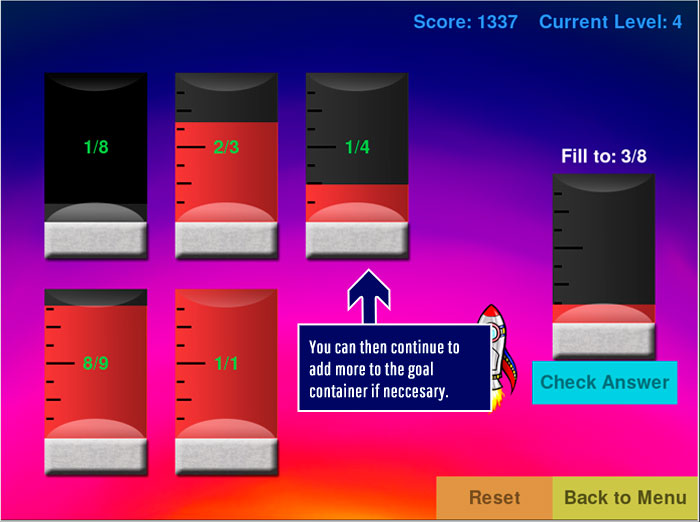 Score: 1337 Current Level: 4
1/8 2/3 1/4
Fill to: 3/8
8/9 1/1
You can then continue to
add more to the goal
container if neccesary.
Check Answer
Reset Back to Menu